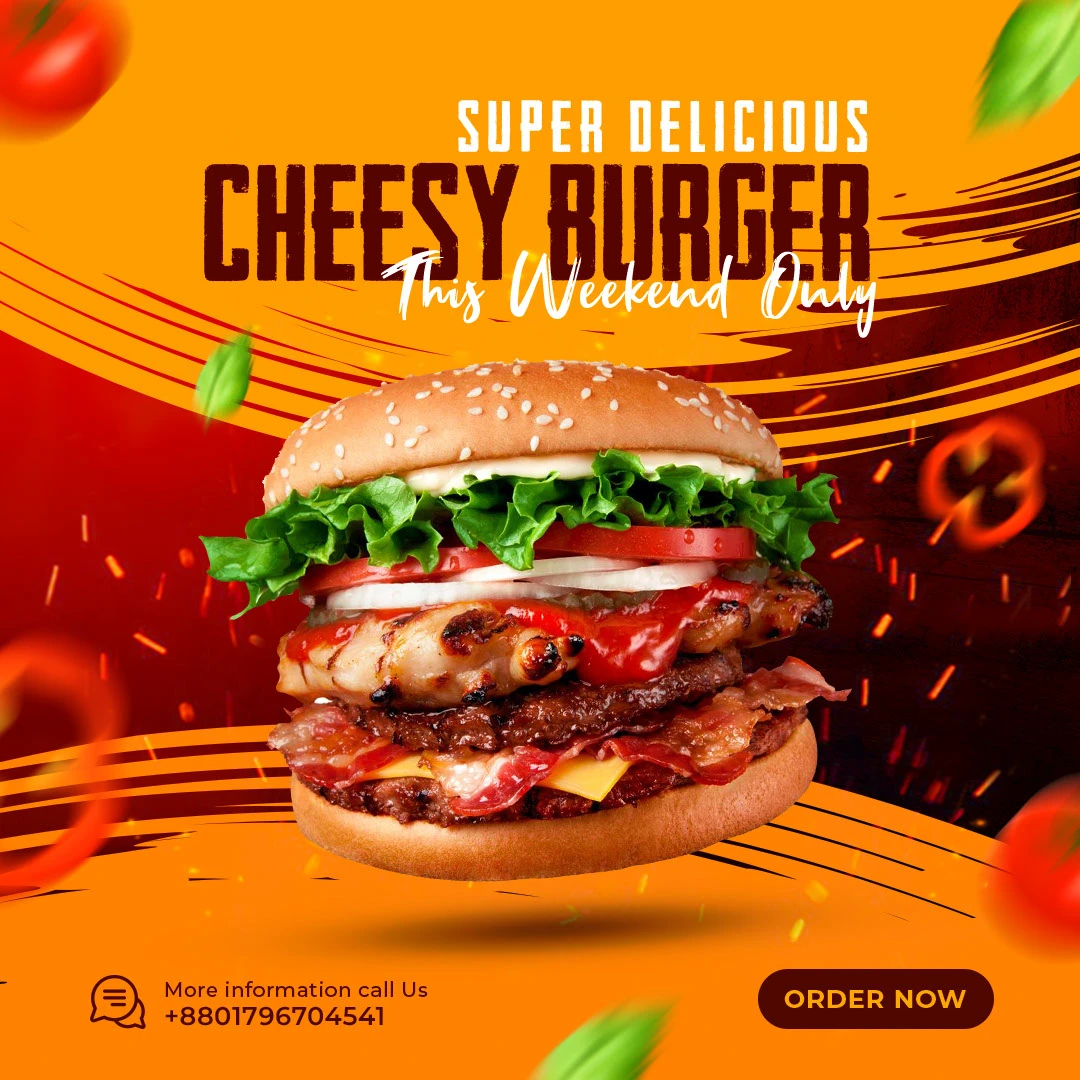 SUPER DELICIOUS
CHEESY BURGER
This Weekend Only
More information call Us
+8801796704541
ORDER NOW